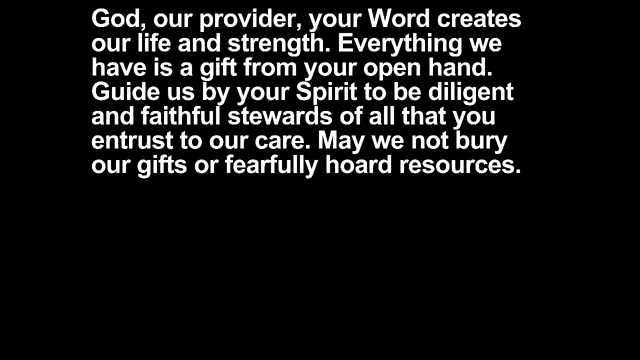 God, our provider, your Word creates
our life and strength. Everything we
have is a gift from your open hand.
Guide us by your Spirit to be diligent
and faithful stewards of all that you
entrust to our care. May we not bury
our gifts or fearfully hoard resources.